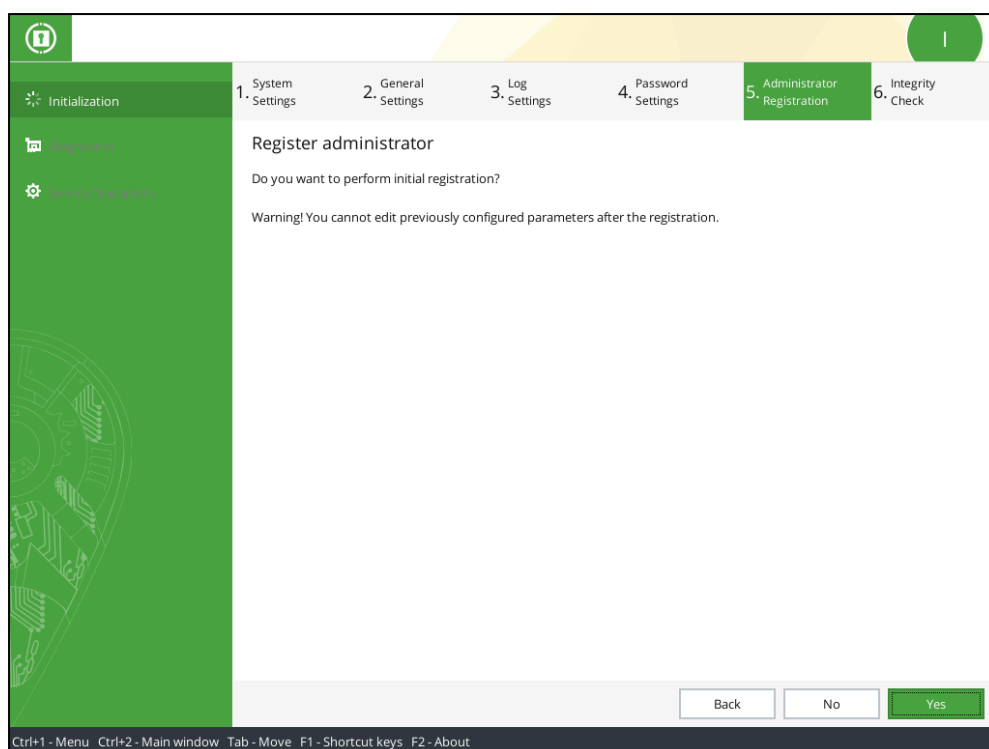 I
Initialization
1. System Settings
2. General Settings
3. Log Settings
4. Password Settings
5. Administrator Registration
6. Integrity Check
Register administrator
Do you want to perform initial registration?
Warning! You cannot edit previously configured parameters after the registration.
Back
No
Yes
Ctrl+1 - Menu Ctrl+2 - Main window Tab - Move F1 - Shortcut keys F2 - About